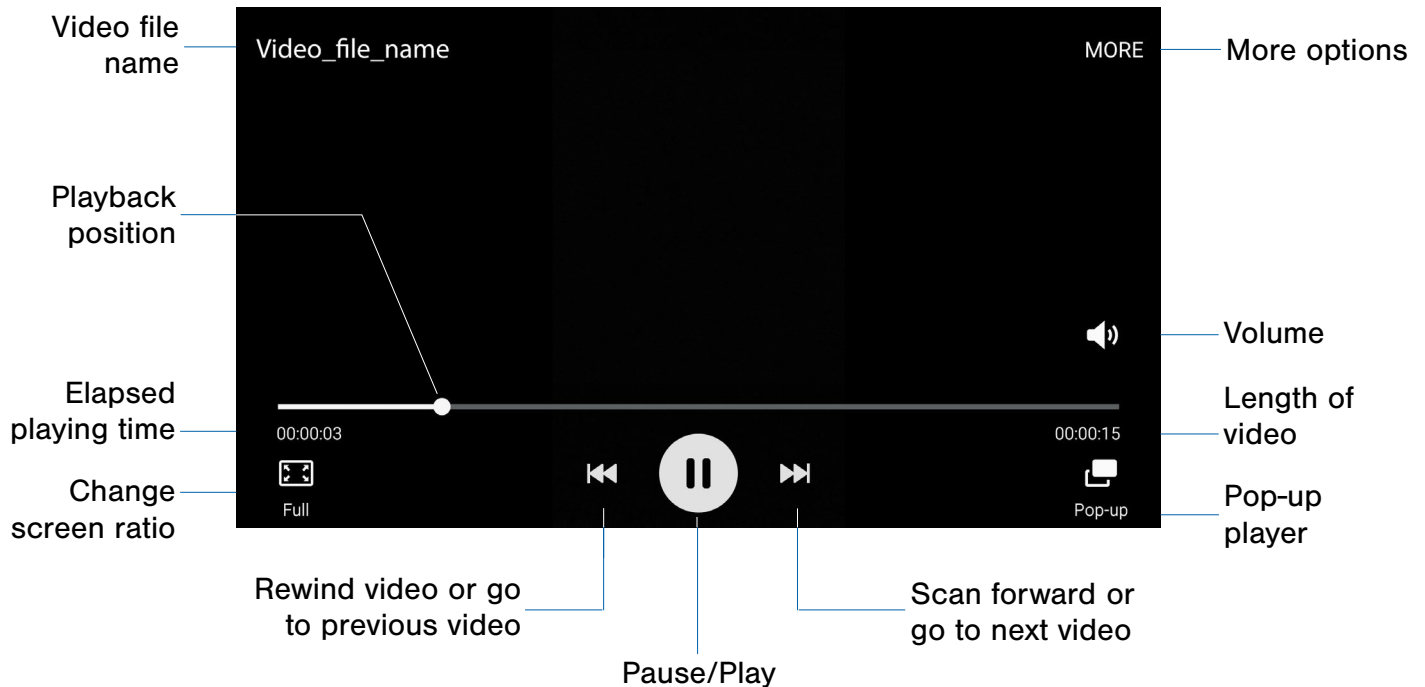 Video file
name
Video_file_name
MORE
More options
Playback
position
Volume
Elapsed
playing time
00:00:03
00:00:15
Length of
video
Change
screen ratio
Full
Pop-up
Pop-up
player
Rewind video or go
to previous video
Pause/Play
Scan forward or
go to next video